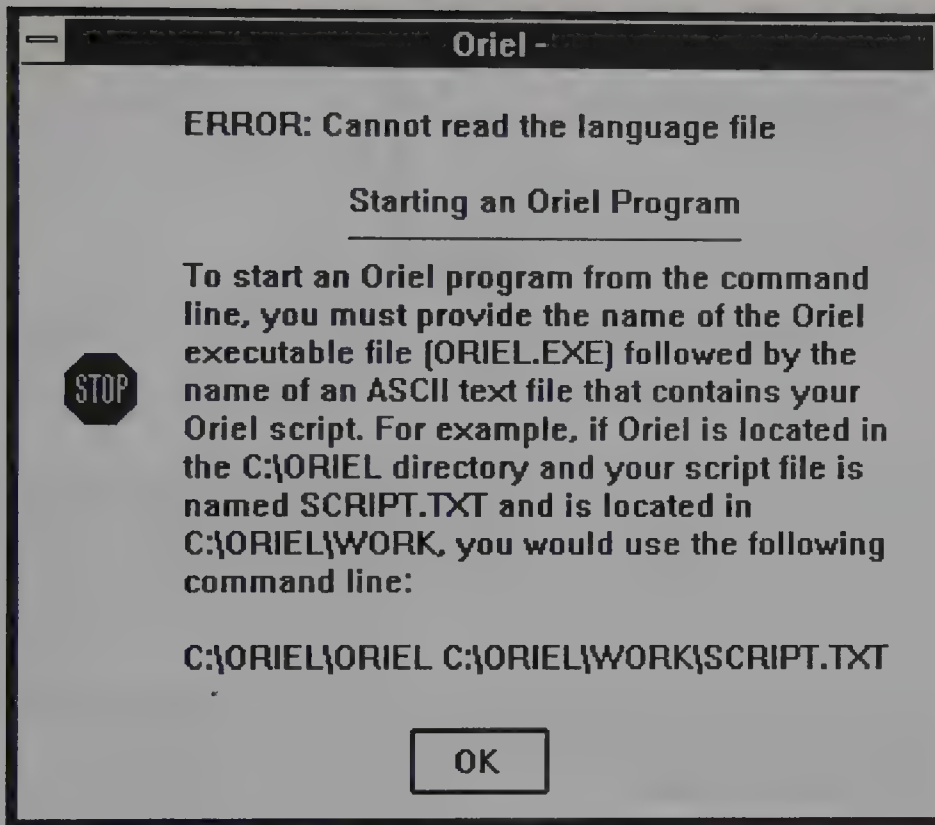 Oriel -
ERROR: Cannot read the language file
Starting an Oriel Program
To start an Oriel program from the command
line, you must provide the name of the Oriel
executable file (ORIEL.EXE) followed by the
name of an ASCII text file that contains your
Oriel script. For example, if Oriel is located in
the C:\ORIEL directory and your script file is
named SCRIPT.TXT and is located in
C:\ORIEL\WORK, you would use the following
command line:
STOP
C:\ORIEL\ORIEL C:\ORIEL\WORK\SCRIPT.TXT
OK